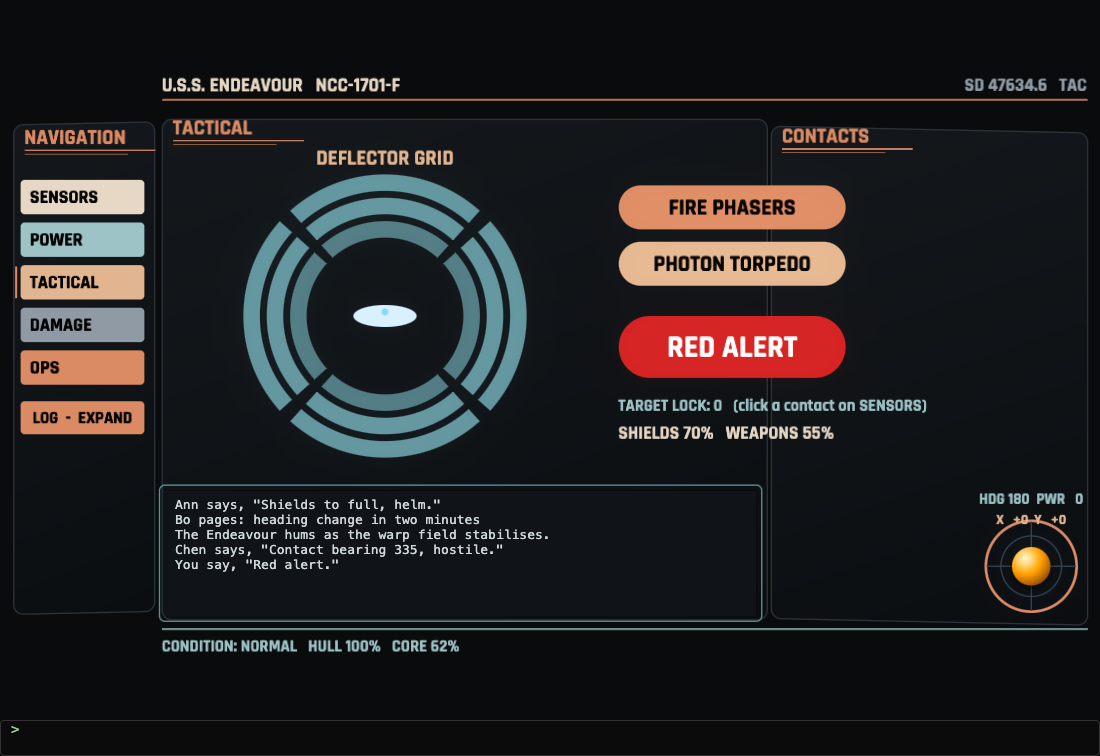 U.S.S. ENDEAVOUR NCC-1701-F
SD 47634.6 TAC
NAVIGATION
SENSORS
POWER
TACTICAL
DAMAGE
OPS
LOG - EXPAND
TACTICAL
DEFLECTOR GRID
FIRE PHASERS
PHOTON TORPEDO
RED ALERT
TARGET LOCK: 0 (click a contact on SENSORS)
SHIELDS 70% WEAPONS 55%
CONTACTS
HDG 180 PWR 0
X +0 Y +0
Ann says, "Shields to full, helm."
Bo pages: heading change in two minutes
The Endeavour hums as the warp field stabilises.
Chen says, "Contact bearing 335, hostile."
You say, "Red alert."
CONDITION: NORMAL HULL 100% CORE 62%
>